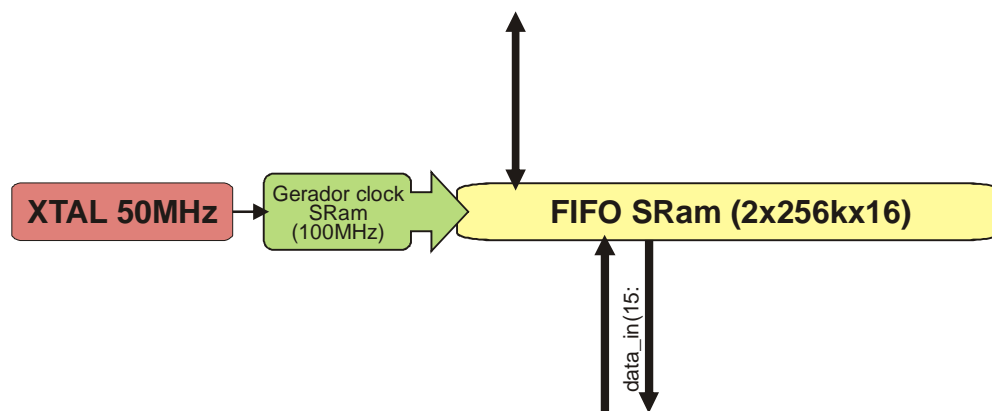 XTAL 50MHz
Gerador clock
SRam
(100MHz)
FIFO SRam (2x256kx16)
data_in(15: